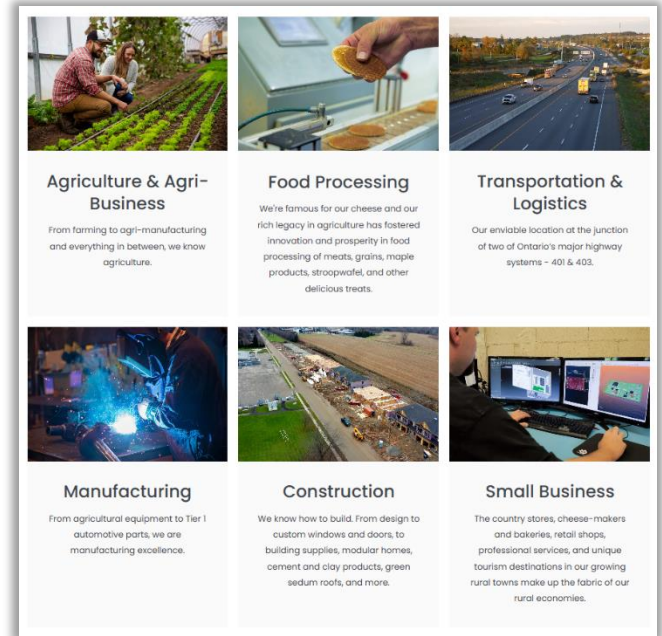 Agriculture & Agri-
Business
From farming to agri-manufacturing
and everything in between, we know
agriculture.
Food Processing
We're famous for our cheese and our
rich legacy in agriculture has fostered
innovation and prosperity in food
processing of meats, grains, maple
products, stroopwafel, and other
delicious treats.
Transportation &
Logistics
Our enviable location at the junction
of two of Ontario's major highway
systems - 401 & 403.
Manufacturing
From agricultural equipment to Tier 1
automotive parts, we are
manufacturing excellence.
Construction
We know how to build. From design to
custom windows and doors, to
building supplies, modular homes,
cement and clay products, green
sedum roofs, and more.
Small Business
The country stores, cheese-makers
and bakeries, retail shops,
professional services, and unique
tourism destinations in our growing
rural towns make up the fabric of our
rural economies.